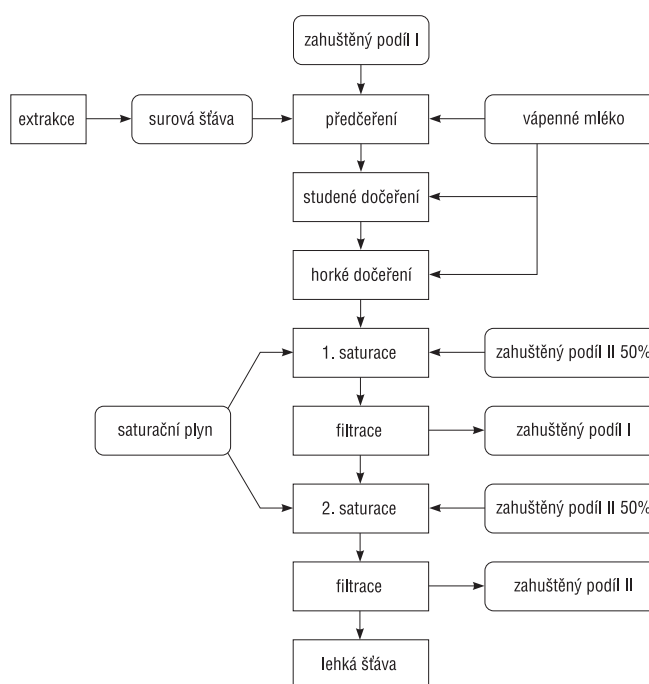 zahuštěný podíl I
extrakce
surová šťáva
předčeření
vápenné mléko
studené dočeření
horké dočeření
1. saturace
zahuštěný podíl II 50%
saturační plyn
filtrace
zahuštěný podíl I
2. saturace
zahuštěný podíl II 50%
filtrace
zahuštěný podíl II
lehká šťáva